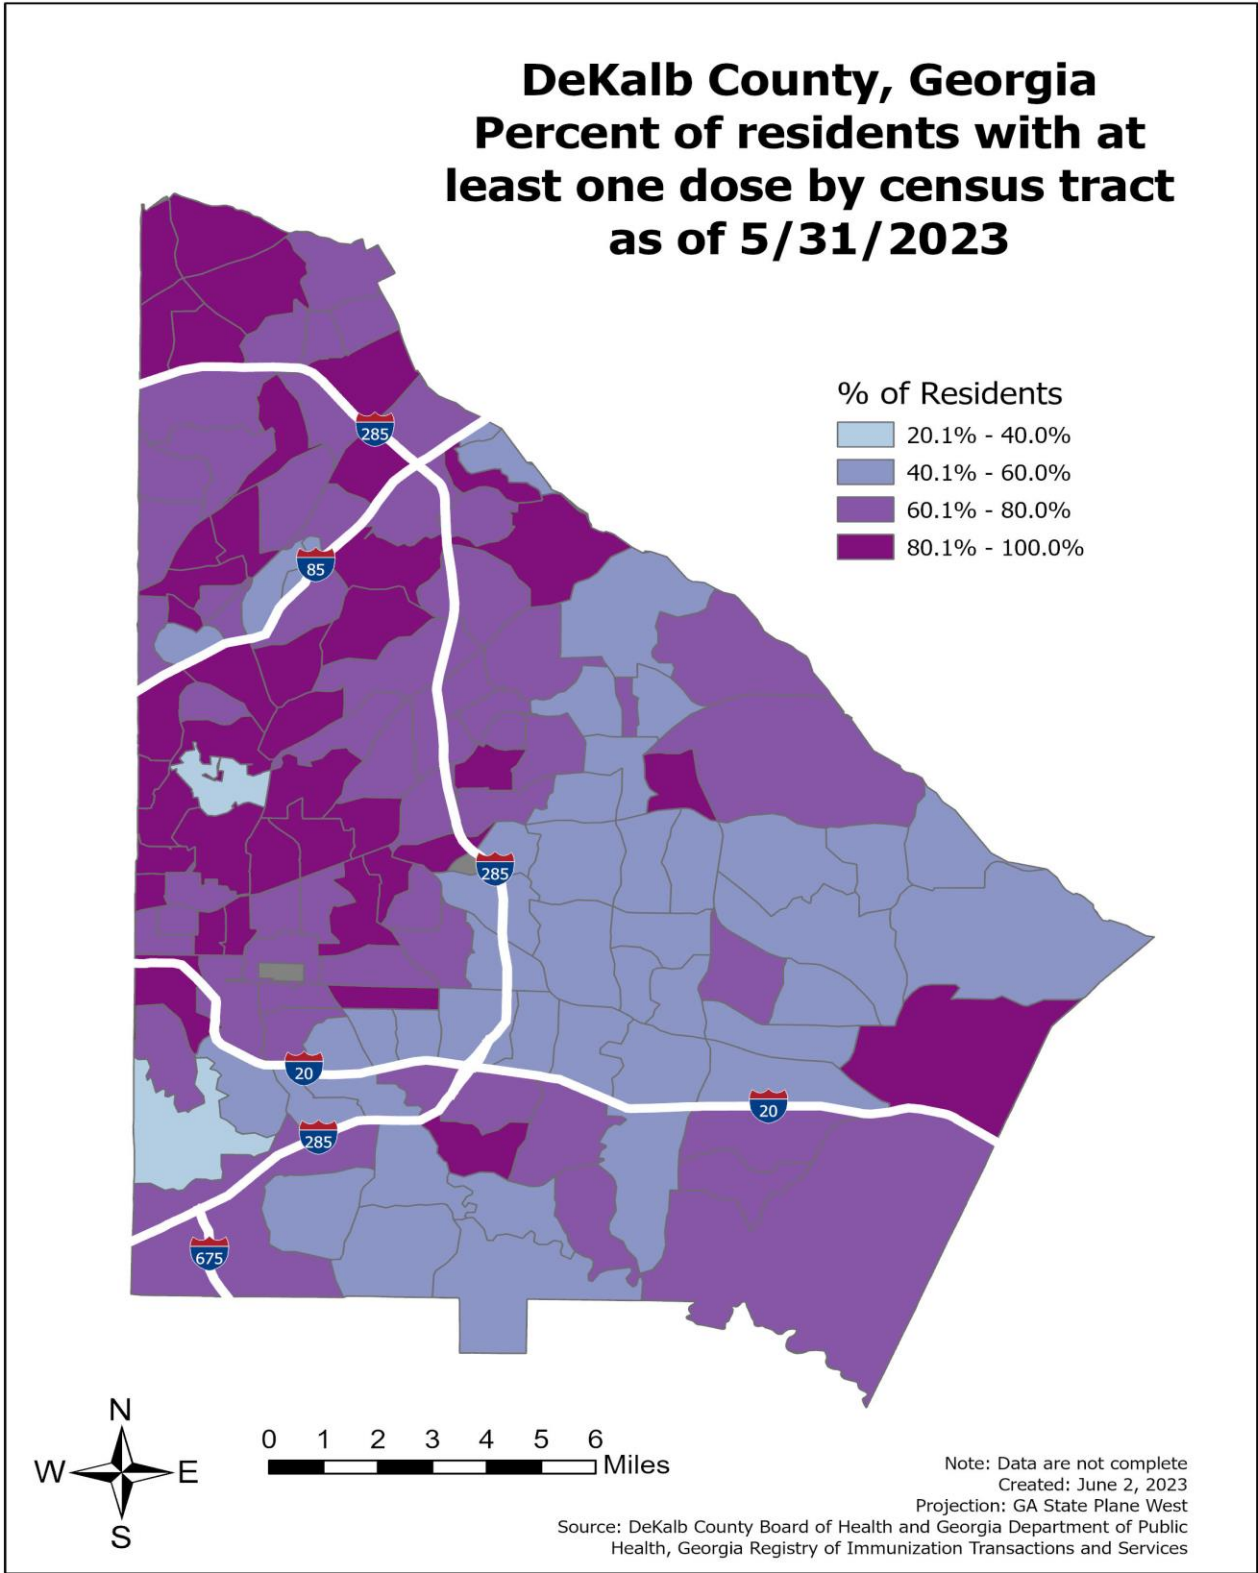 DeKalb County, Georgia
Percent of residents with at
least one dose by census tract
as of 5/31/2023
% of Residents
20.1% - 40.0%
40.1% - 60.0%
60.1% - 80.0%
80.1% - 100.0%
285
85
285
20
20
285
675
N
W E
S
0 1 2 3 4 5 6
Miles
Note: Data are not complete
Created: June 2, 2023
Projection: GA State Plane West
Source: DeKalb County Board of Health and Georgia Department of Public
Health, Georgia Registry of Immunization Transactions and Services